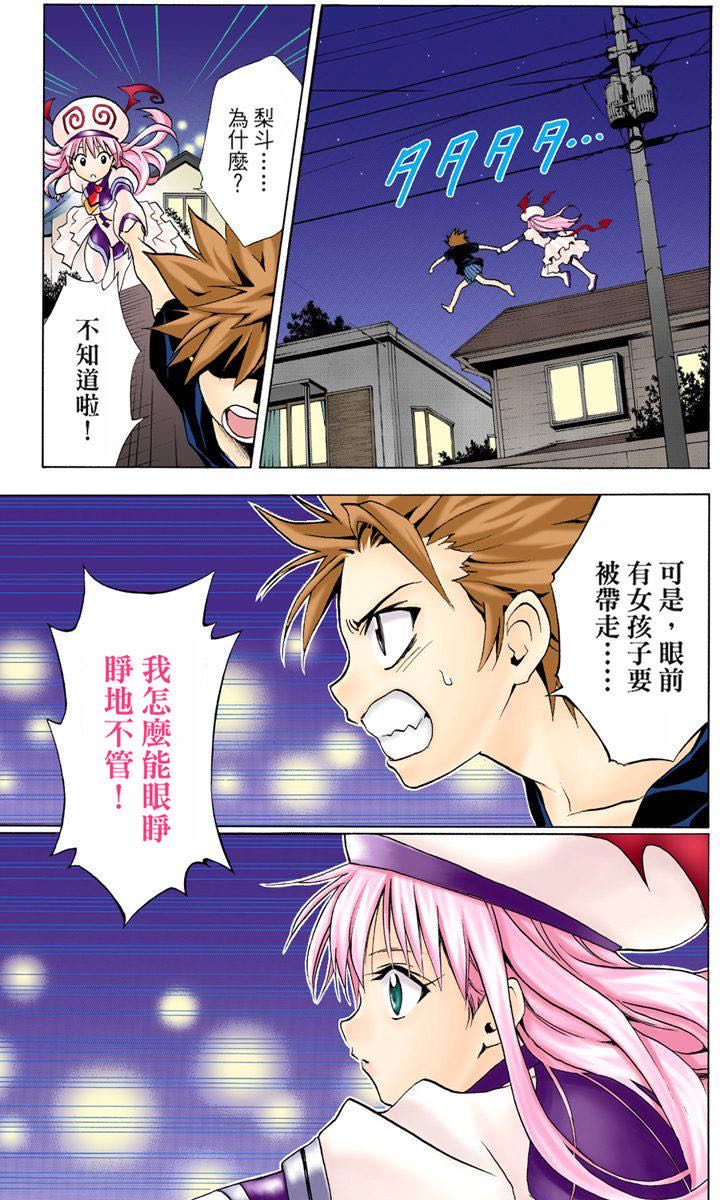 タタタタ…
梨斗……
為什麼？
不知道啦！
可是，眼前
有女孩子要
被帶走……
我怎麼能眼睜
睜地不管！